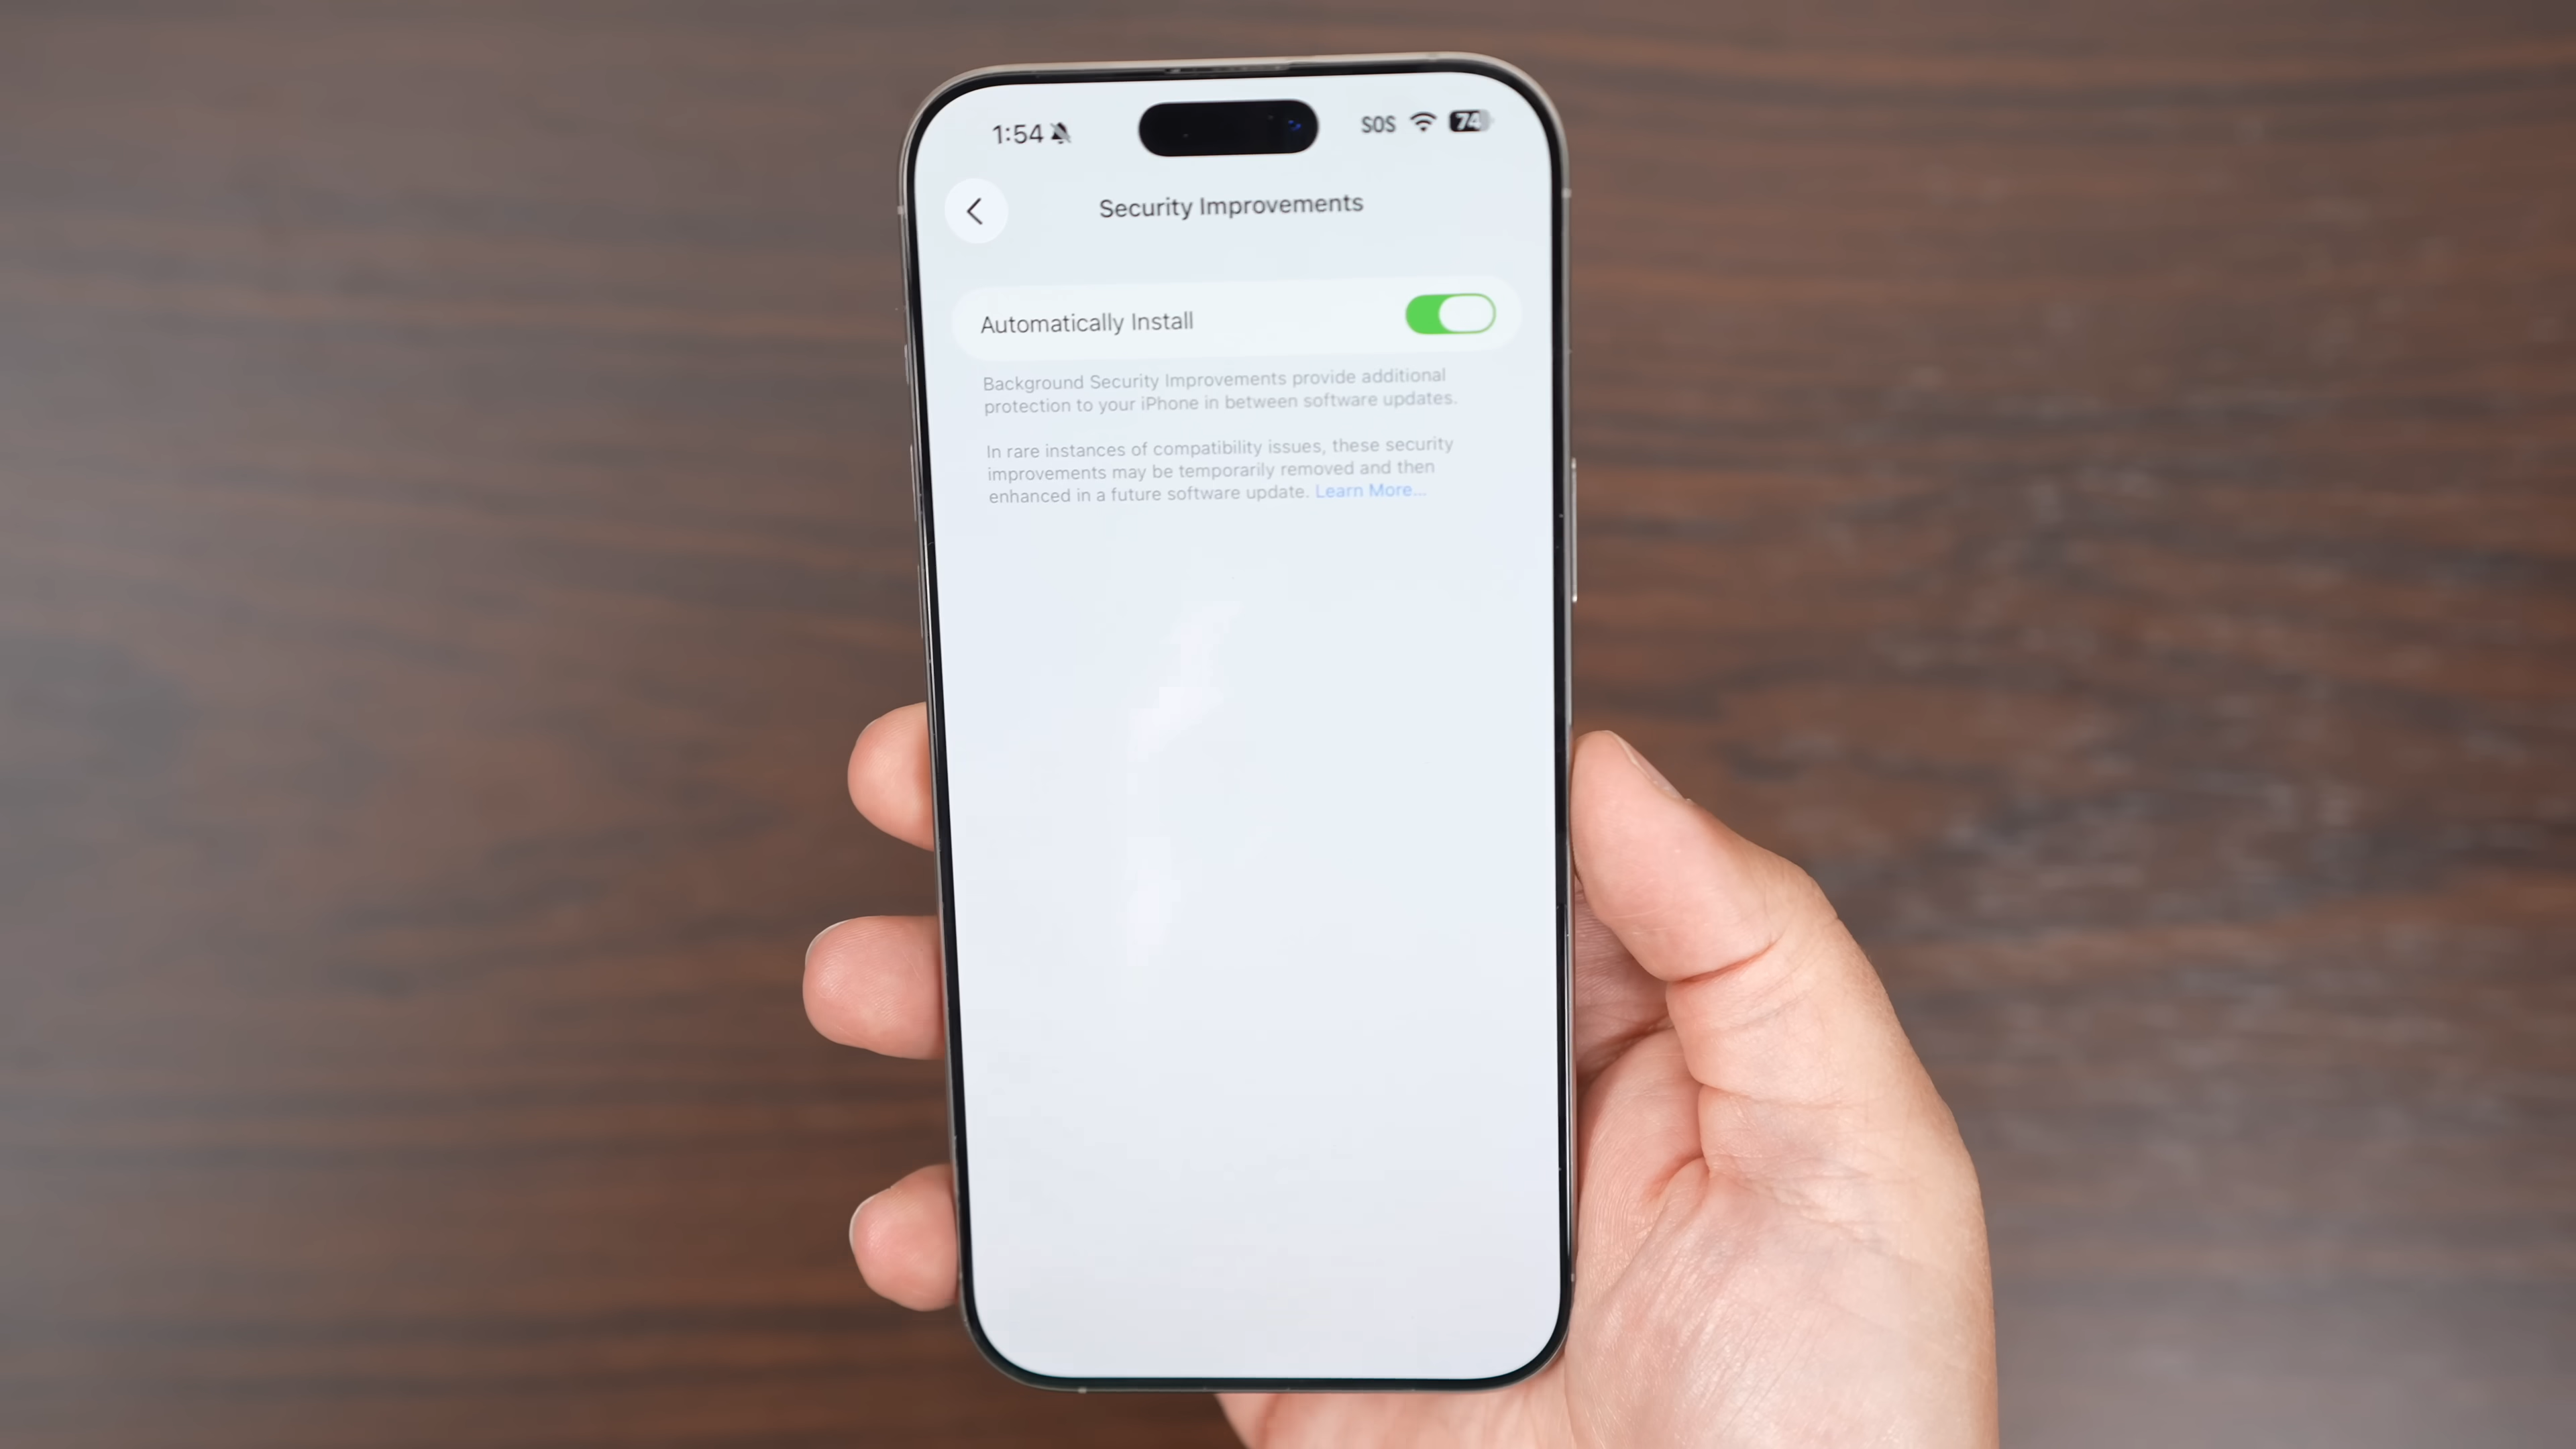 1:54 SOS 74
Security Improvements
Automatically Install
Background Security Improvements provide additional
protection to your iPhone in between software updates.
In rare instances of compatibility issues, these security
improvements may be temporarily removed and then
enhanced in a future software update. Learn More...